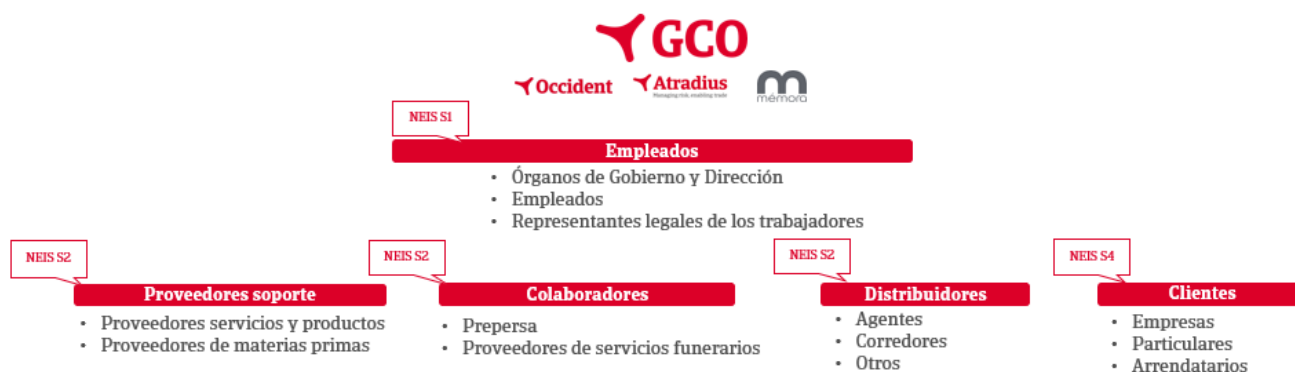 GCO
Occident
Atradius
Managing risk, enabling trade
mémora
NEIS S1
Empleados
• Órganos de Gobierno y Dirección
• Empleados
• Representantes legales de los trabajadores
NEIS S2
Proveedores soporte
• Proveedores servicios y productos
• Proveedores de materias primas
NEIS S2
Colaboradores
• Prepersa
• Proveedores de servicios funerarios
NEIS S2
Distribuidores
• Agentes
• Corredores
• Otros
NEIS S4
Clientes
• Empresas
• Particulares
• Arrendatarios